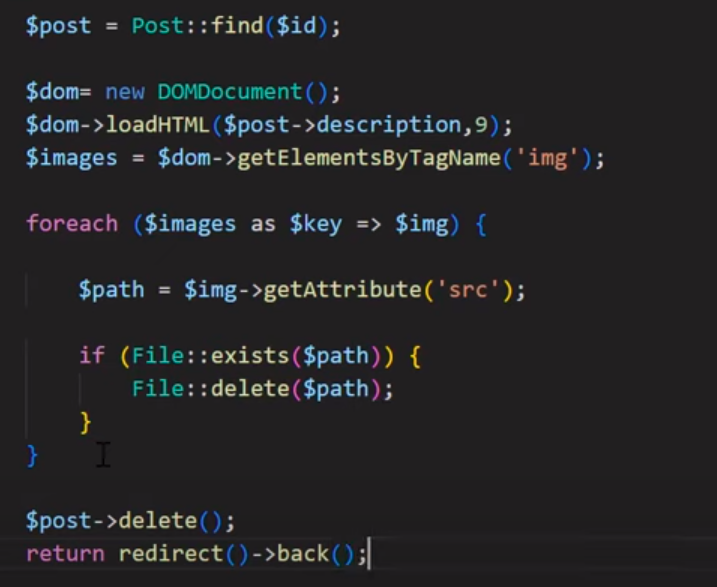 $post = Post::find($id);
$dom= new DOMDocument();
$dom->loadHTML($post->description,9);
$images = $dom->getElementsByTagName('img');
foreach ($images as $key => $img) {
$path = $img->getAttribute('src');
if (File::exists($path)) {
File::delete($path);
}
}
$post->delete();
return redirect()->back();